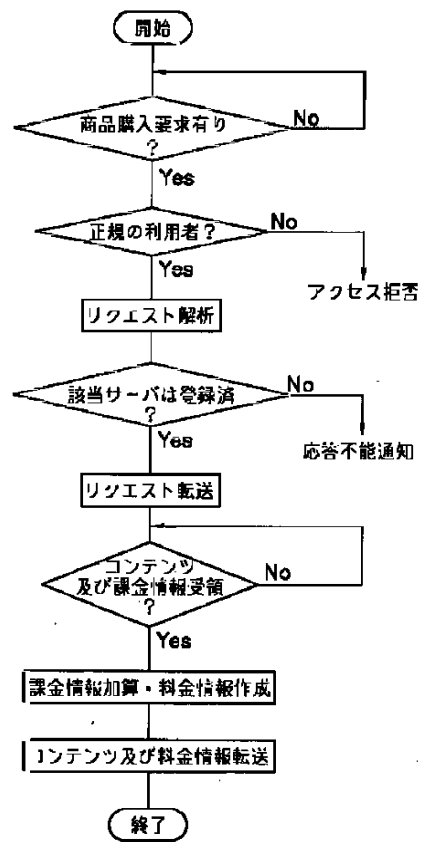 開始
商品購入要求有り
?
No
Yes
正規の利用者?
No
Yes
アクセス拒否
リクエスト解析
該当サーバは登録済
?
No
Yes
応答不能通知
リクエスト転送
コンテンツ
及び課金情報受領
?
No
Yes
課金情報加算・料金情報作成
コンテンツ及び料金情報転送
終了